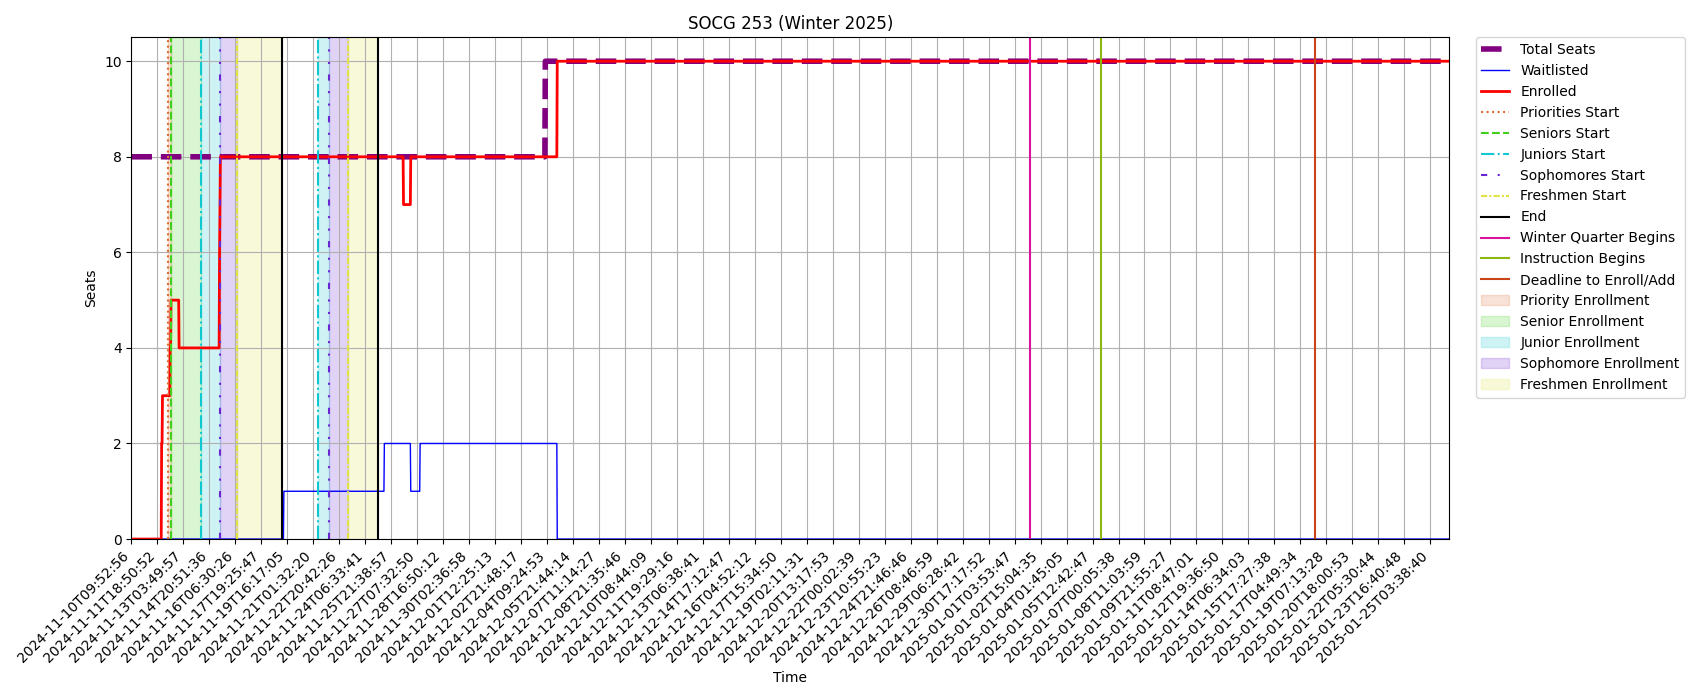 SOCG 253 (Winter 2025)
Seats
10
8
6
4
2
0
2024-11-10T09:52:56
2024-11-11T18:50:52
2024-11-13T03:49:57
2024-11-14T20:51:36
2024-11-16T06:30:26
2024-11-17T19:25:47
2024-11-19T16:17:05
2024-11-21T01:32:20
2024-11-22T20:42:26
2024-11-24T06:33:41
2024-11-25T21:38:57
2024-11-27T07:32:50
2024-11-28T16:50:12
2024-11-30T02:36:58
2024-12-01T12:25:13
2024-12-02T21:48:17
2024-12-04T09:24:53
2024-12-05T21:44:14
2024-12-07T11:14:27
2024-12-08T21:35:46
2024-12-10T08:44:09
2024-12-11T19:29:16
2024-12-13T06:38:41
2024-12-14T17:12:47
2024-12-16T04:52:12
2024-12-17T15:34:50
2024-12-19T02:11:31
2024-12-20T13:17:53
2024-12-22T00:02:39
2024-12-23T10:55:23
2024-12-24T21:46:46
2024-12-26T08:46:59
2024-12-29T06:28:42
2024-12-30T17:17:52
2025-01-01T03:53:47
2025-01-02T15:04:35
2025-01-04T01:45:05
2025-01-05T12:42:47
2025-01-07T00:05:38
2025-01-08T11:03:59
2025-01-09T21:55:27
2025-01-11T08:47:01
2025-01-12T19:36:50
2025-01-14T06:34:03
2025-01-15T17:27:38
2025-01-17T04:49:34
2025-01-19T07:13:28
2025-01-20T18:00:53
2025-01-22T05:30:44
2025-01-23T16:40:48
2025-01-25T03:38:40
Time
Total Seats
Waitlisted
Enrolled
Priorities Start
Seniors Start
Juniors Start
Sophomores Start
Freshmen Start
End
Winter Quarter Begins
Instruction Begins
Deadline to Enroll/Add
Priority Enrollment
Senior Enrollment
Junior Enrollment
Sophomore Enrollment
Freshmen Enrollment